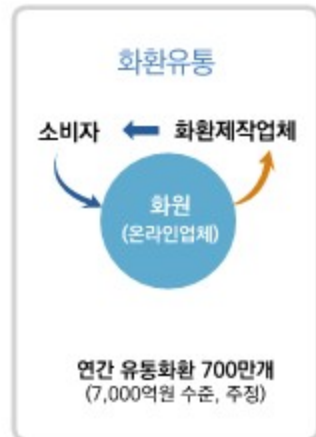 화환유통
소비자 화환제작업체
화원
(온라인업체)
연간 유통화환 700만개
(7,000억원 수준, 추정)